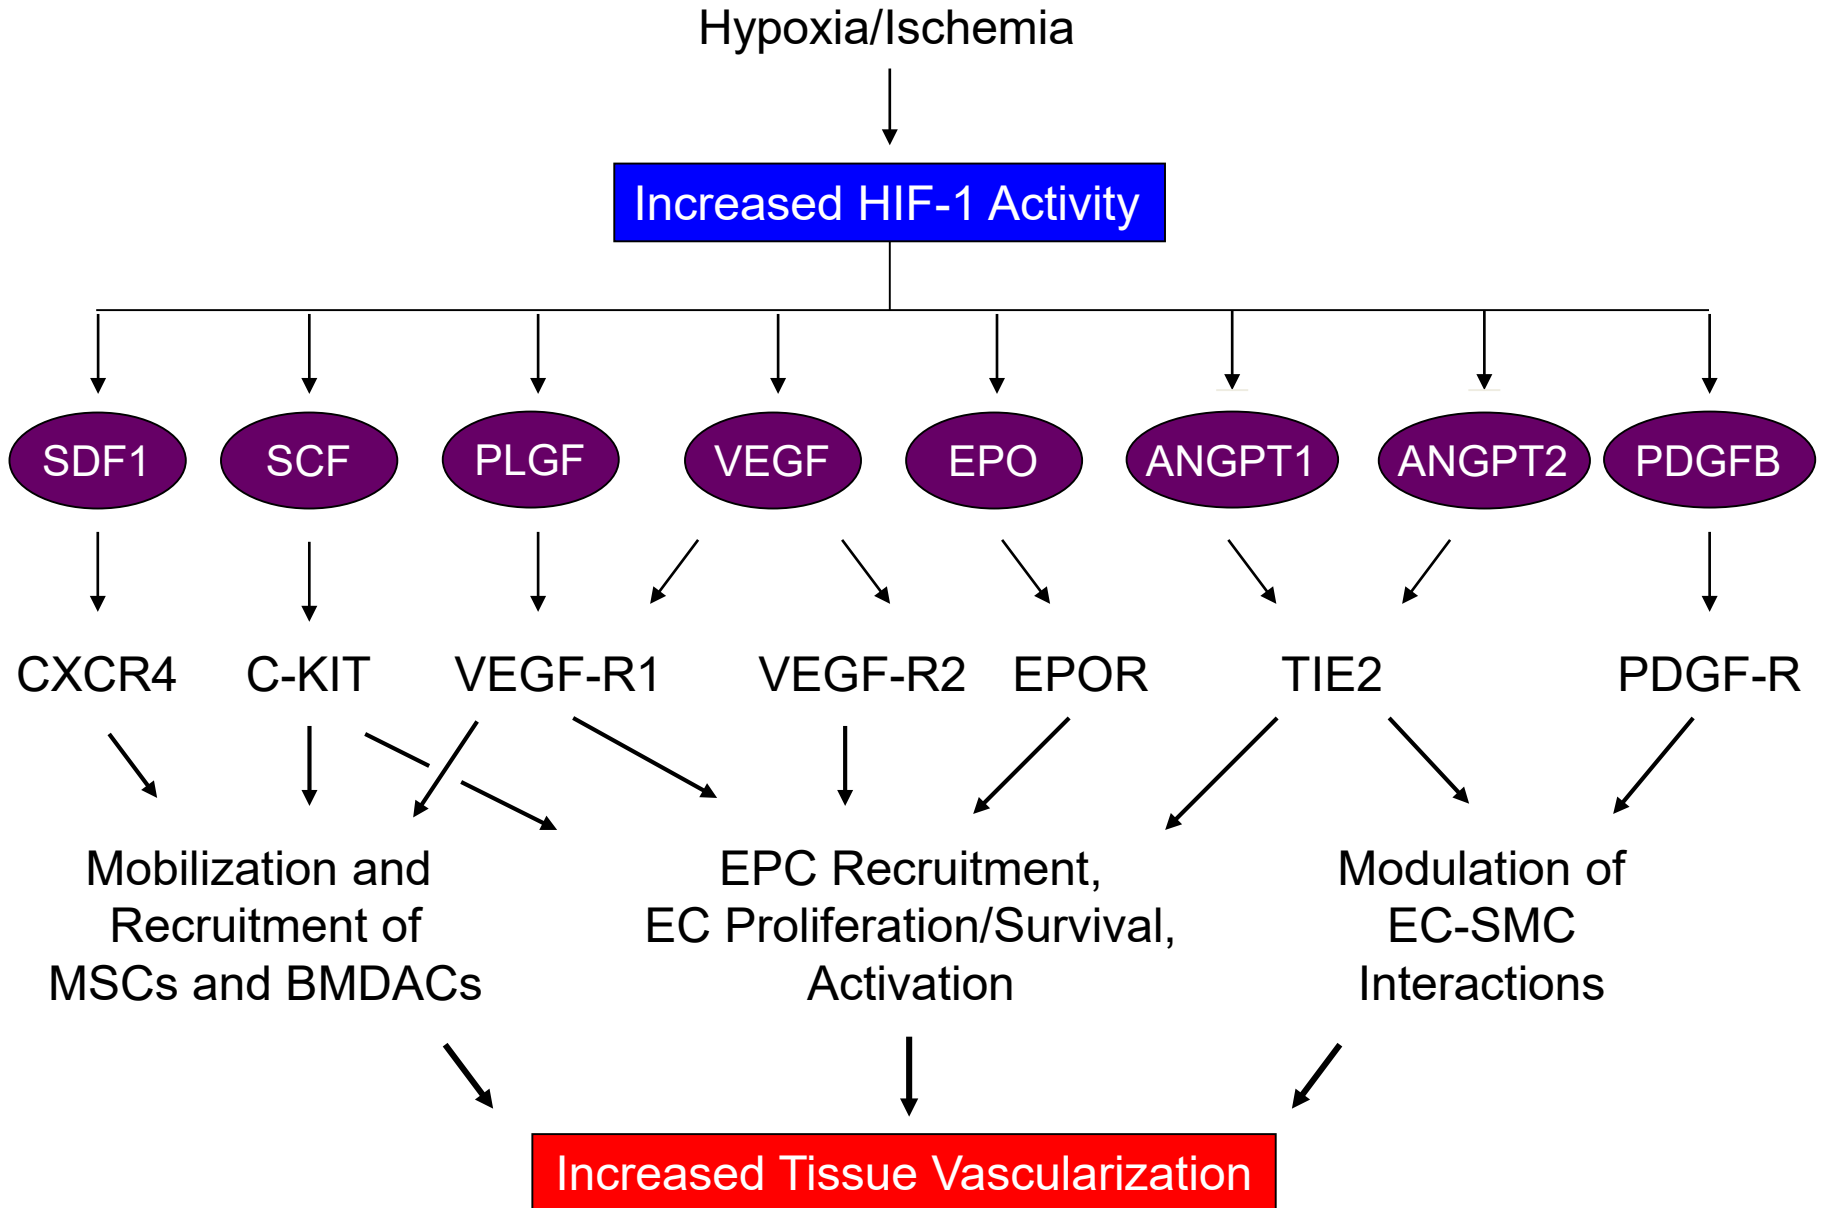 Hypoxia/Ischemia
Increased HIF-1 Activity
SDF1 SCF PLGF VEGF EPO ANGPT1 ANGPT2 PDGFB
CXCR4 C-KIT VEGF-R1 VEGF-R2 EPOR TIE2 PDGF-R
Mobilization and
Recruitment of
MSCs and BMDACs
EPC Recruitment,
EC Proliferation/Survival,
Activation
Modulation of
EC-SMC
Interactions
Increased Tissue Vascularization